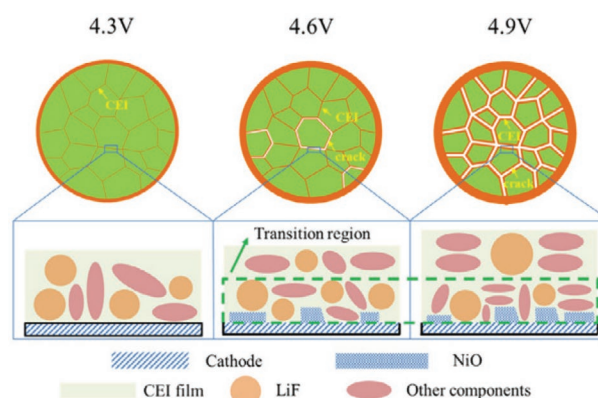 4.3V 4.6V 4.9V
CEI
CEI
crack
CEI
crack
Transition region
Cathode NiO
CEI film LiF Other components